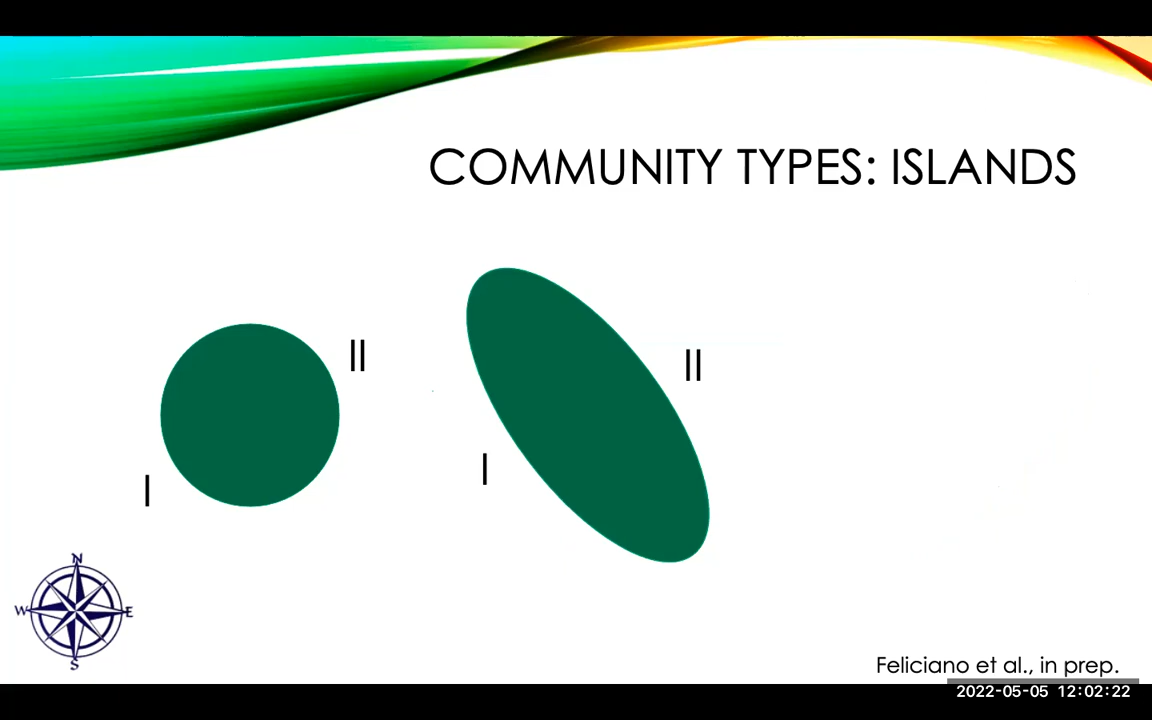 COMMUNITY TYPES: ISLANDS
II
II
I
I
N
W E
S
Feliciano et al., in prep.
2022-05-05 12:02:22